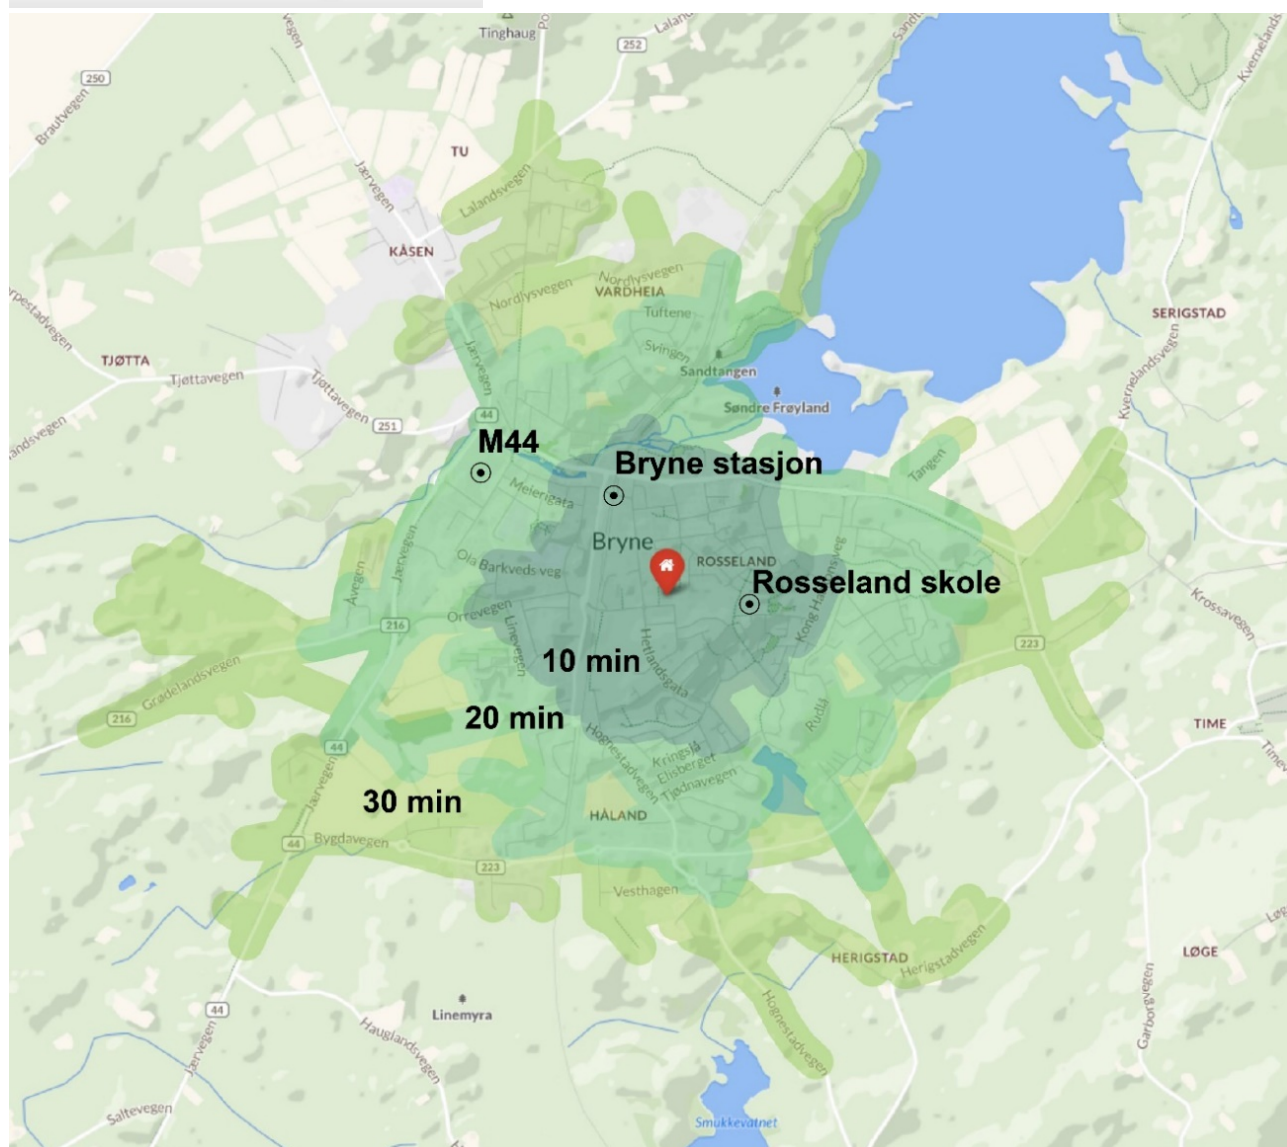 Tinghaug
252
250
Brautvegen
Jærvegen
TU
Lalandsvegen
KÅSEN
Kvernelandsvegen
Nordlysvegen
Nordlysvegen
VARDHEIA
Tuftene
SERIGSTAD
Svingen
Jærvegen
TJØTTA
Tjøttavegen
Tjøttavegen
Sandtangen
Søndre Frøyland
44
251
M44
Bryne stasjon
Tangen
Meierigata
Bryne
ROSSELAND
Ola Barkveds veg
Jærvegen
Åvegen
Rosseland skole
Krossavegen
Orrevegen
216
Linevegen
Hetlandsgata
223
10 min
Grødelandsvegen
216
20 min
Rudlå
TIME
44
Hognestadvegen
Kringslå
Elisberget
Tjødnavegen
Jærvegen
30 min
HÅLAND
44
Bygdavegen
223
Vesthagen
HERIGSTAD
Herigstadvegen
LØGE
Linemyra
44
Hauglandsvegen
Hognestadvegen
Garborgvegen
Jærvegen
Saltevegen
Smukkevatnet